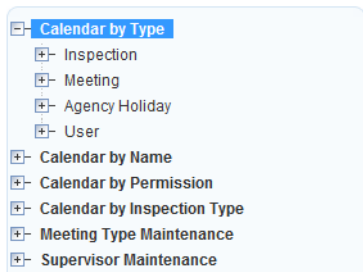 Calendar by Type
Inspection
Meeting
Agency Holiday
User
Calendar by Name
Calendar by Permission
Calendar by Inspection Type
Meeting Type Maintenance
Supervisor Maintenance